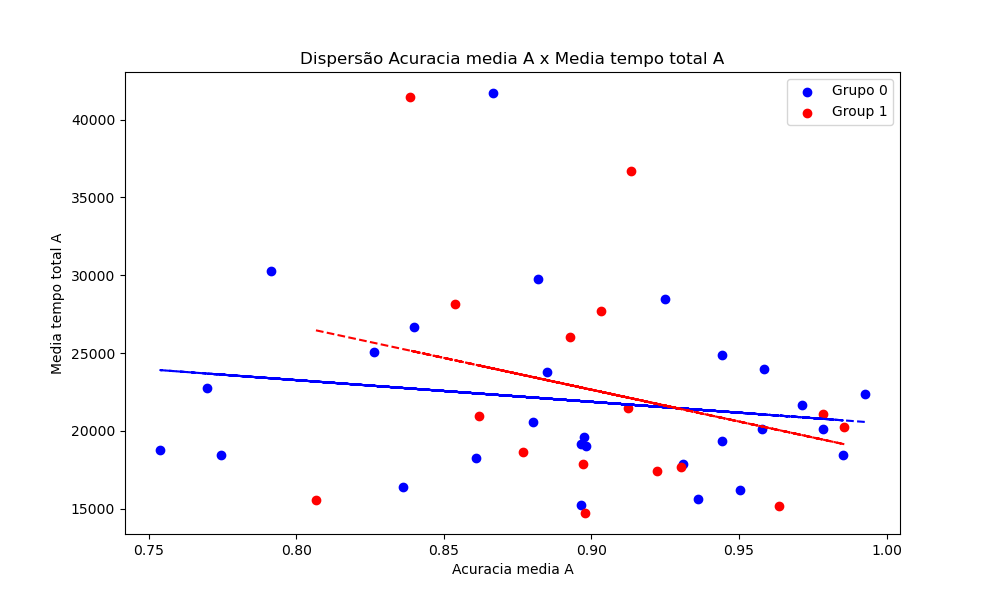 Dispersão Acuracia media A x Media tempo total A
Grupo 0
Group 1
40000
35000
30000
25000
20000
15000
Media tempo total A
0.75 0.80 0.85 0.90 0.95 1.00
Acuracia media A